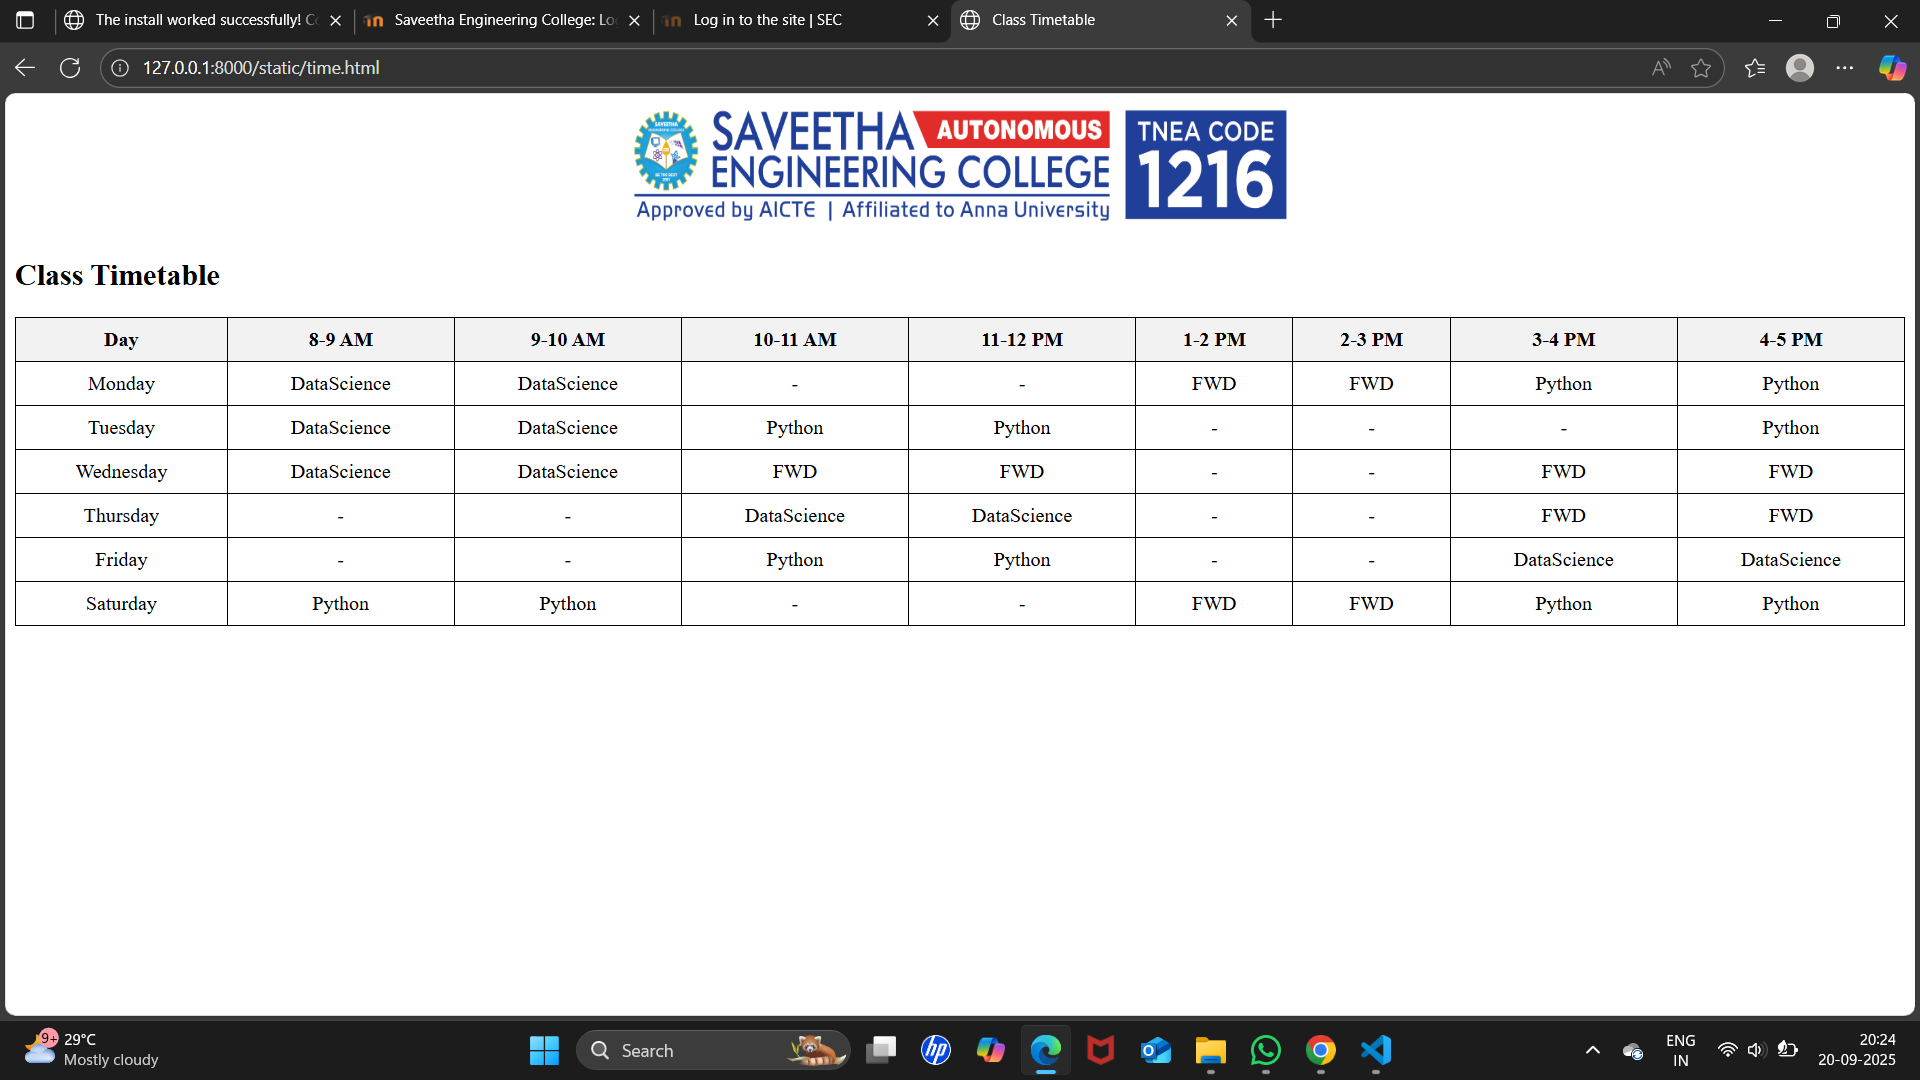 The install worked successfully! Co
Saveetha Engineering College: Lo
Log in to the site | SEC
Class Timetable
127.0.0.1:8000/static/time.html
SAVEETHA AUTONOMOUS
ENGINEERING COLLEGE
Approved by AICTE | Affiliated to Anna University
TNEA CODE
1216
Class Timetable
Day 8-9 AM 9-10 AM 10-11 AM 11-12 PM 1-2 PM 2-3 PM 3-4 PM 4-5 PM
Monday DataScience DataScience - - FWD FWD Python Python
Tuesday DataScience DataScience Python Python - - - Python
Wednesday DataScience DataScience FWD FWD - - FWD FWD
Thursday - - DataScience DataScience - - FWD FWD
Friday - - Python Python - - DataScience DataScience
Saturday Python Python - - FWD FWD Python Python
9+
29°C
Mostly cloudy
Search
ENG
IN
20:24
20-09-2025